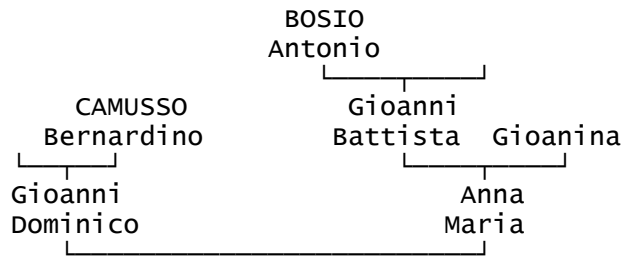 BOSIO
Antonio
CAMUSSO Gioanni
Bernardino Battista Gioanina
Gioanni Anna
Dominico Maria